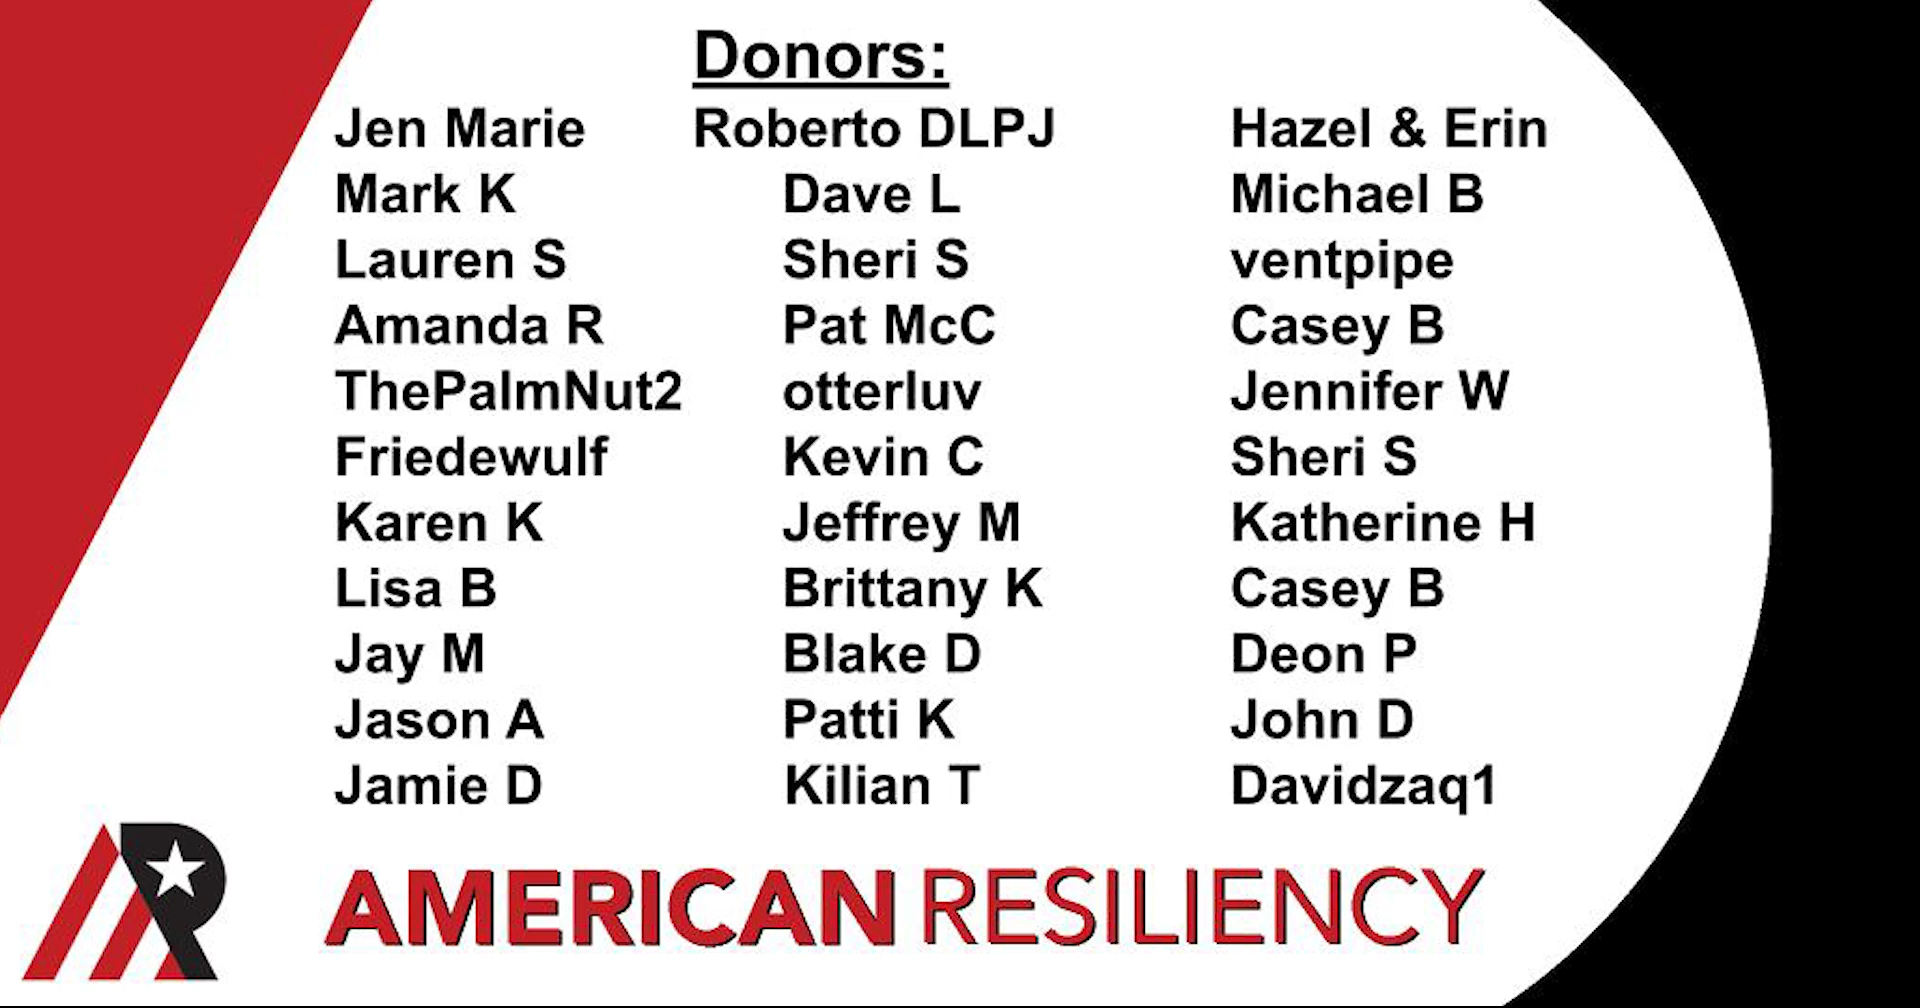 Donors:
Jen Marie Roberto DLPJ Hazel & Erin
Mark K Dave L Michael B
Lauren S Sheri S ventpipe
Amanda R Pat McC Casey B
ThePalmNut2 otterluv Jennifer W
Friedewulf Kevin C Sheri S
Karen K Jeffrey M Katherine H
Lisa B Brittany K Casey B
Jay M Blake D Deon P
Jason A Patti K John D
Jamie D Kilian T Davidzaq1
AR AMERICAN RESILIENCY